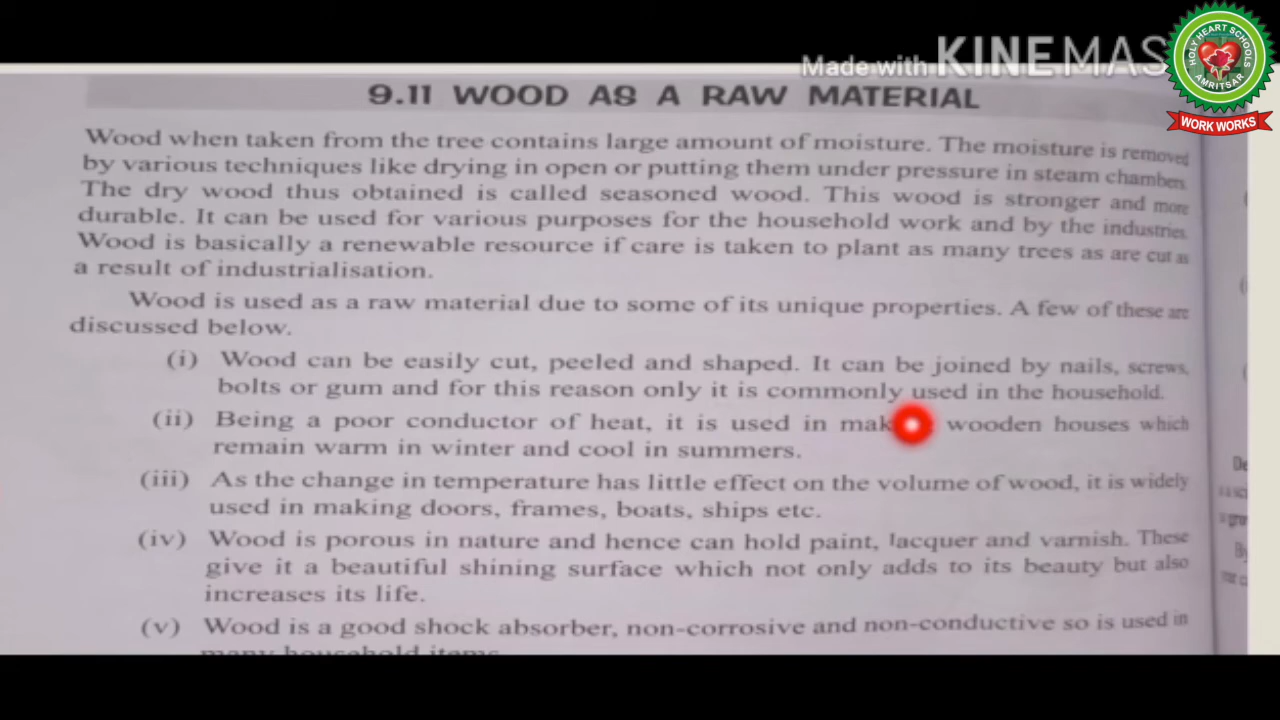 Made with KINEMAS
HOLY HEART SCHOOLS
AMRITSAR
WORK WORKS
9.11 WOOD AS A RAW MATERIAL
Wood when taken from the tree contains large amount of moisture. The moisture is removed
by various techniques like drying in open or putting them under pressure in steam chambers.
The dry wood thus obtained is called seasoned wood. This wood is stronger and more
durable. It can be used for various purposes for the household work and by the industries.
Wood is basically a renewable resource if care is taken to plant as many trees as are cut as
a result of industrialisation.
Wood is used as a raw material due to some of its unique properties. A few of these are
discussed below.
(i) Wood can be easily cut, peeled and shaped. It can be joined by nails, screws,
bolts or gum and for this reason only it is commonly used in the household.
(ii) Being a poor conductor of heat, it is used in mak wooden houses which
remain warm in winter and cool in summers.
(iii) As the change in temperature has little effect on the volume of wood, it is widely
used in making doors, frames, boats, ships etc.
(iv) Wood is porous in nature and hence can hold paint, lacquer and varnish. These
give it a beautiful shining surface which not only adds to its beauty but also
increases its life.
(v) Wood is a good shock absorber, non-corrosive and non-conductive so is used in
many household items.